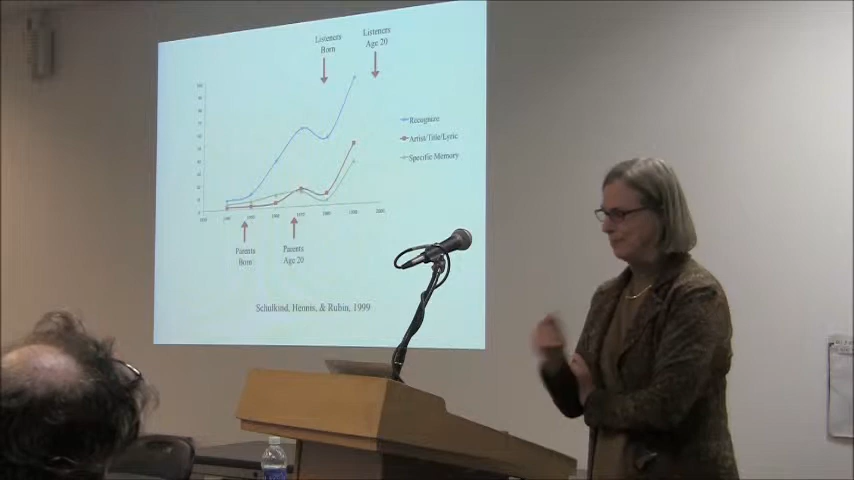 Listeners
Born
Listeners
Age 20
Recognize
Artist/Title/Lyric
Specific Memory
2000
Parents
Born
Parents
Age 20
Schulkind, Hennis, & Rubin, 1999